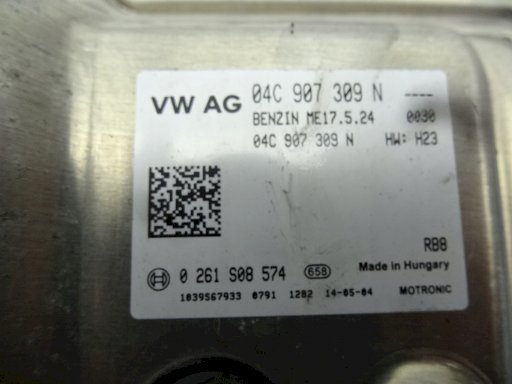 VW AG 04C 907 309 N ----
BENZIN ME17.5.24 0030
04C 907 309 N HW: H23
RB8
0 261 S08 574 658 Made in Hungary
1039S67933 0791 1282 14-05-04 MOTRONIC